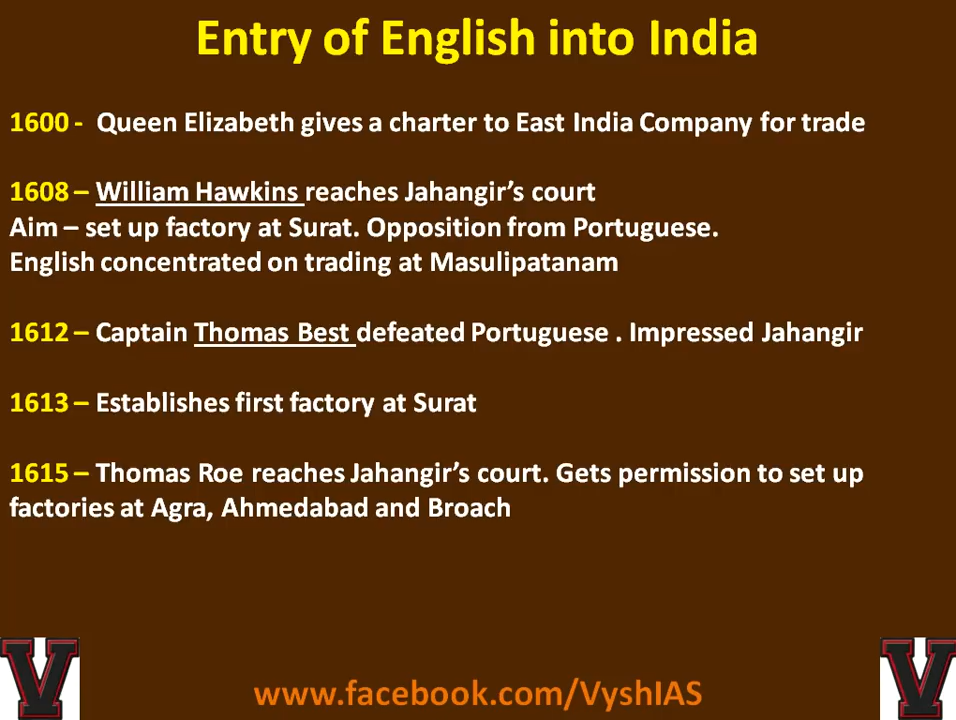 Entry of English into India
1600 - Queen Elizabeth gives a charter to East India Company for trade
1608 – William Hawkins reaches Jahangir’s court
Aim – set up factory at Surat. Opposition from Portuguese.
English concentrated on trading at Masulipatanam
1612 – Captain Thomas Best defeated Portuguese . Impressed Jahangir
1613 – Establishes first factory at Surat
1615 – Thomas Roe reaches Jahangir’s court. Gets permission to set up
factories at Agra, Ahmedabad and Broach
V
V
www.facebook.com/VyshIAS